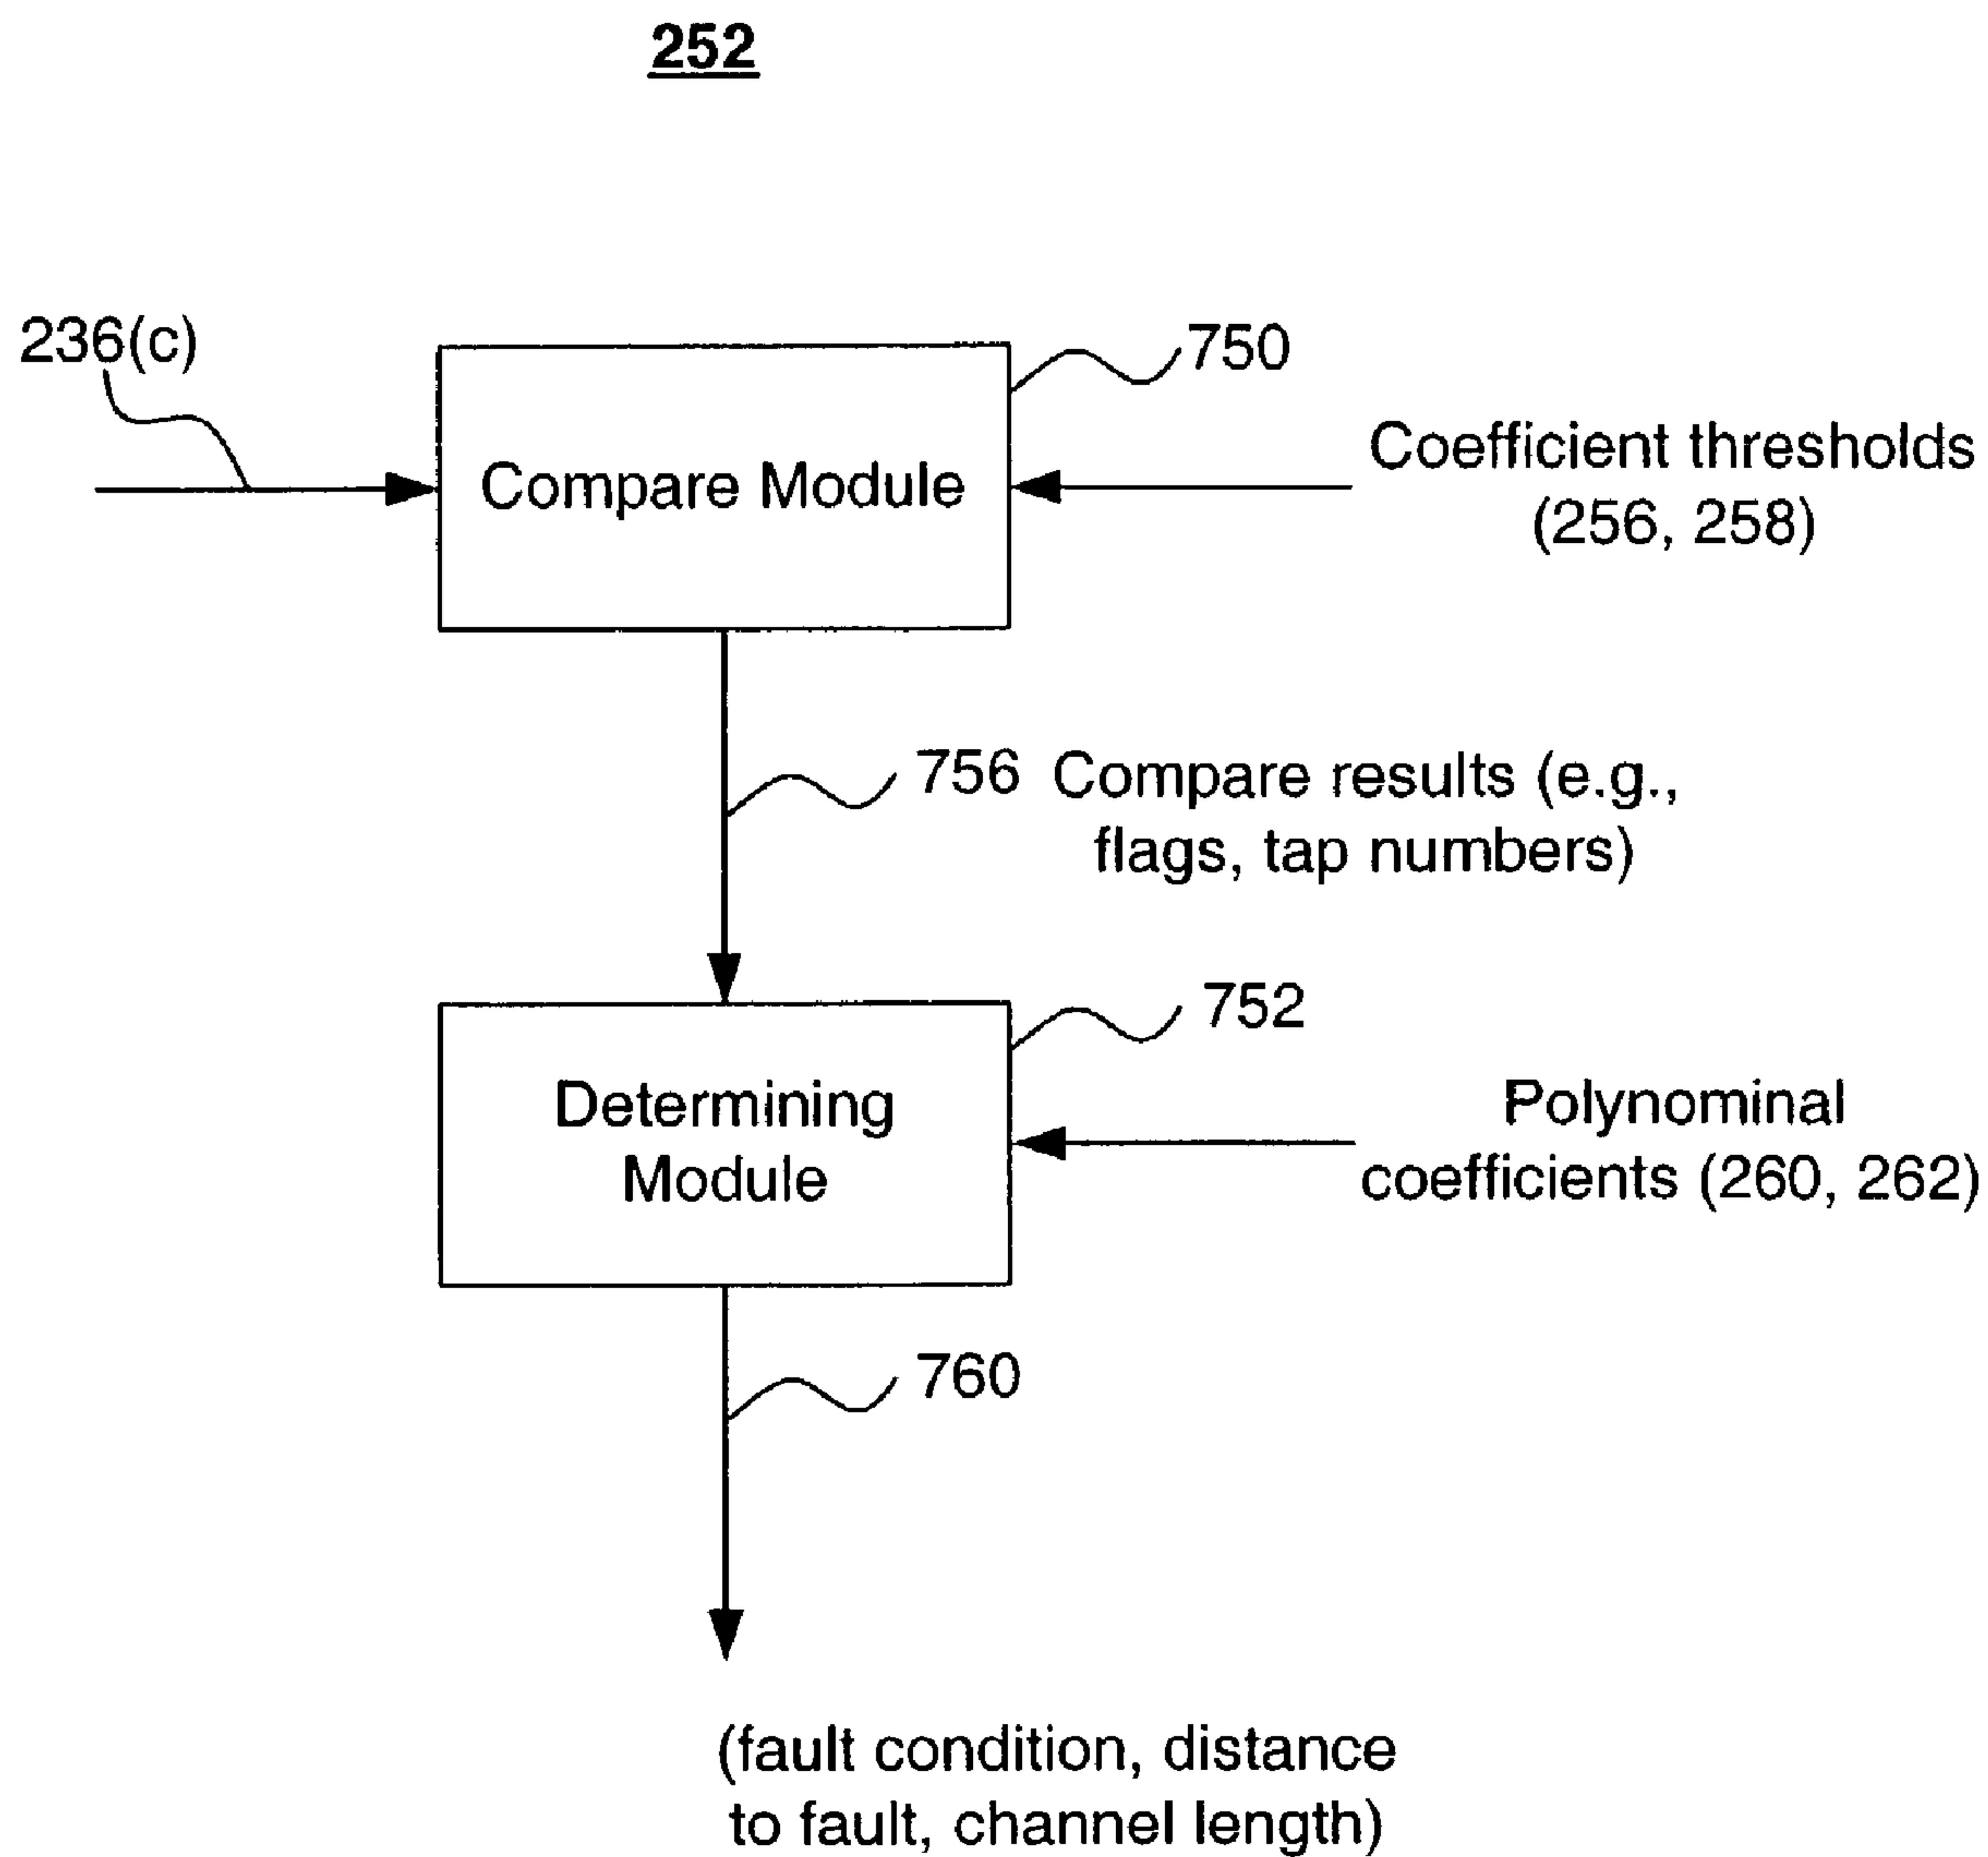 252
236(c)
750
Compare Module
Coefficient thresholds
(256, 258)
756 Compare results (e.g.,
flags, tap numbers)
752
Determining
Module
Polynominal
coefficients (260, 262)
760
(fault condition, distance
to fault, channel length)